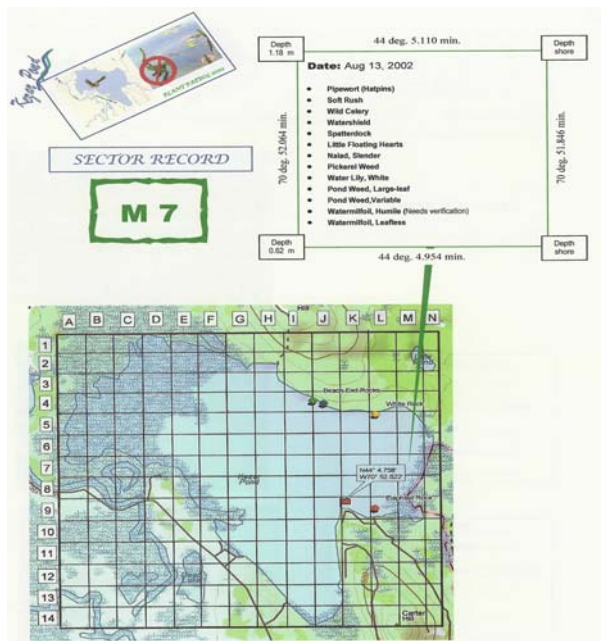 Kezar Pond
PLANT PATROL 2002
SECTOR RECORD
M 7
Depth
1.18 m
44 deg. 5.110 min.
Depth
shore
Date: Aug 13, 2002
• Pipewort (Hatpins)
• Soft Rush
• Wild Celery
• Watershield
• Spatterdock
• Little Floating Hearts
• Naiad, Slender
• Pickerel Weed
• Water Lily, White
• Pond Weed, Large-leaf
• Pond Weed,Variable
• Watermilfoil, Humile (Needs verification)
• Watermilfoil, Leafless
70 deg. 52.064 min.
70 deg. 51.846 min.
Depth
0.62 m
44 deg. 4.954 min.
Depth
shore
Hill
A B C D E F G H I J K L M N
1
2
3
4
5
6
7
8
9
10
11
12
13
14
Beach End Rocks
White Rock
N44° 4.758'
W70° 52.822'
Carter
Hill